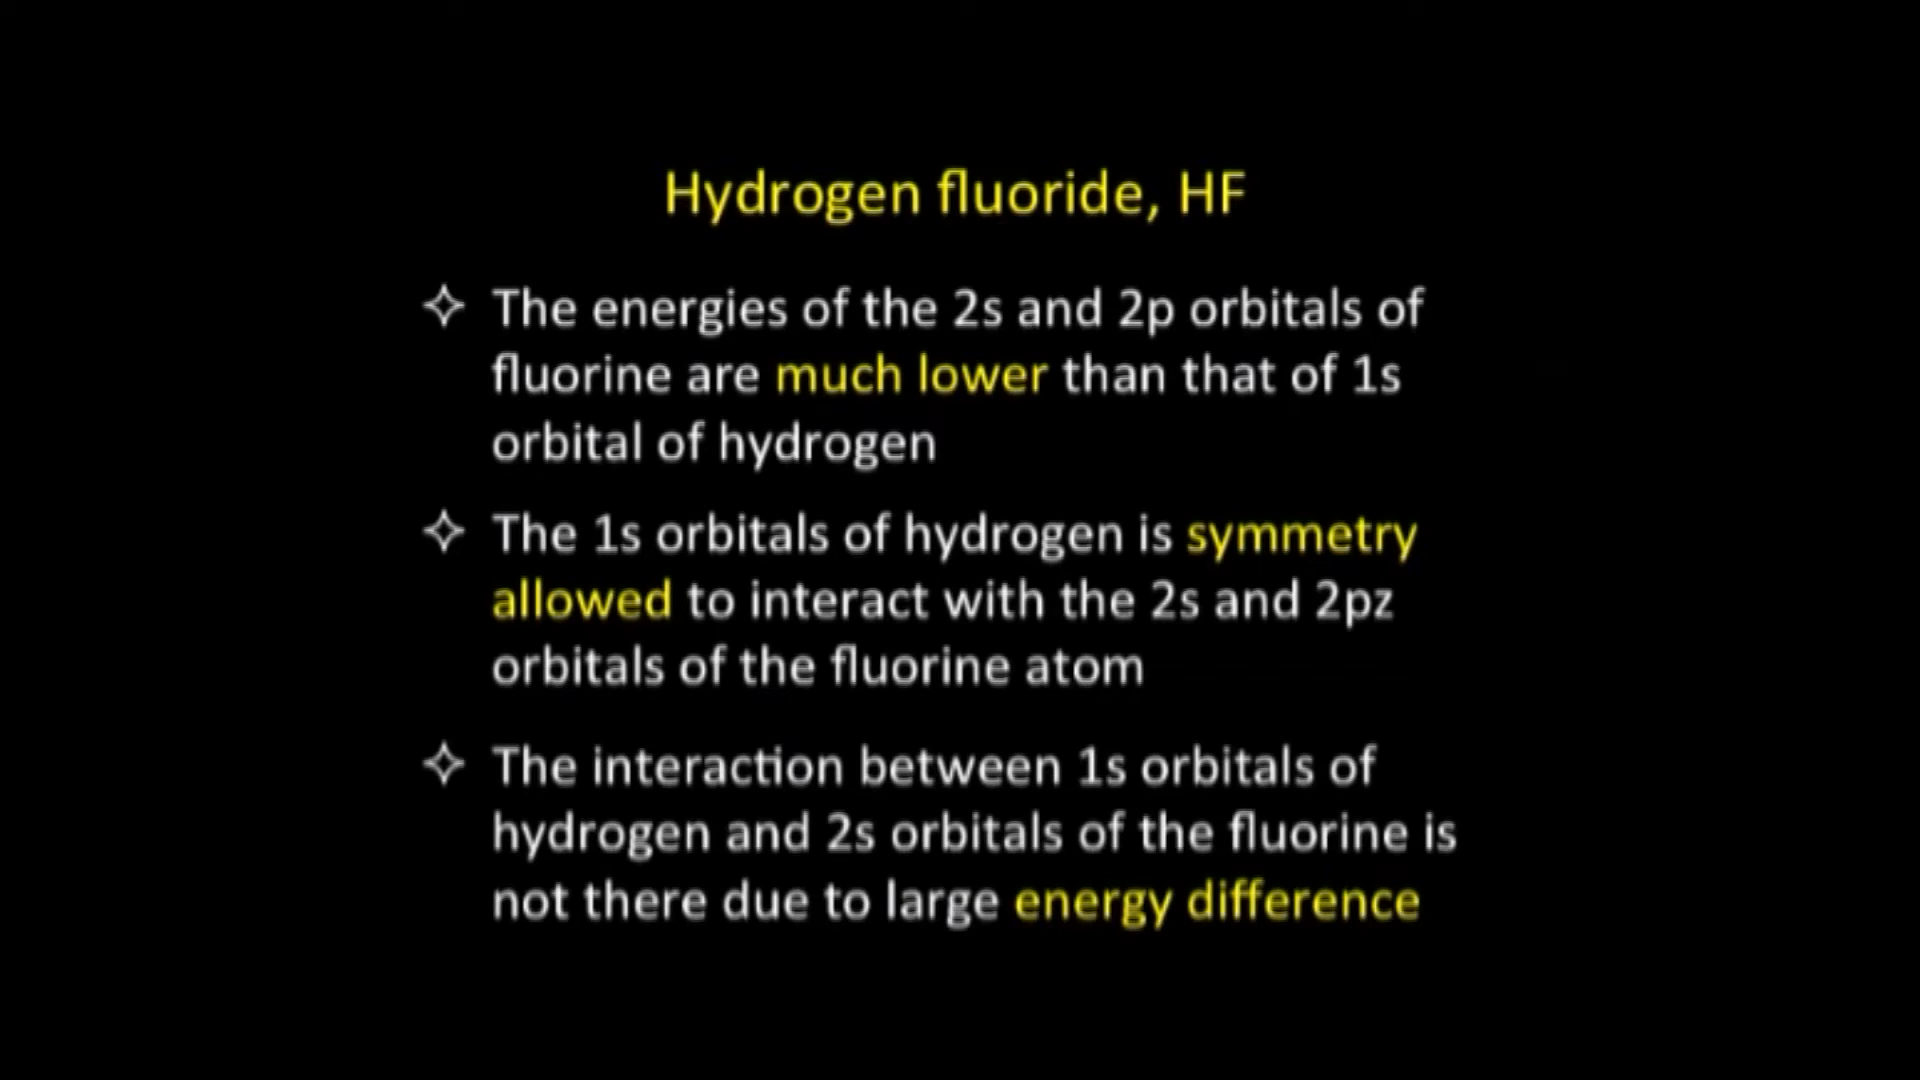 Hydrogen fluoride, HF
✧ The energies of the 2s and 2p orbitals of
fluorine are much lower than that of 1s
orbital of hydrogen
✧ The 1s orbitals of hydrogen is symmetry
allowed to interact with the 2s and 2pz
orbitals of the fluorine atom
✧ The interaction between 1s orbitals of
hydrogen and 2s orbitals of the fluorine is
not there due to large energy difference